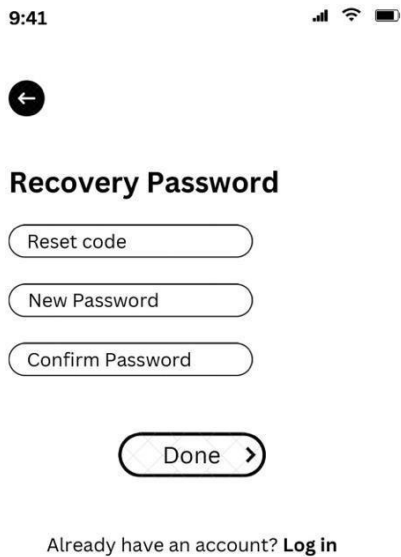 9:41
Recovery Password
Reset code
New Password
Confirm Password
Done
Already have an account? Log in